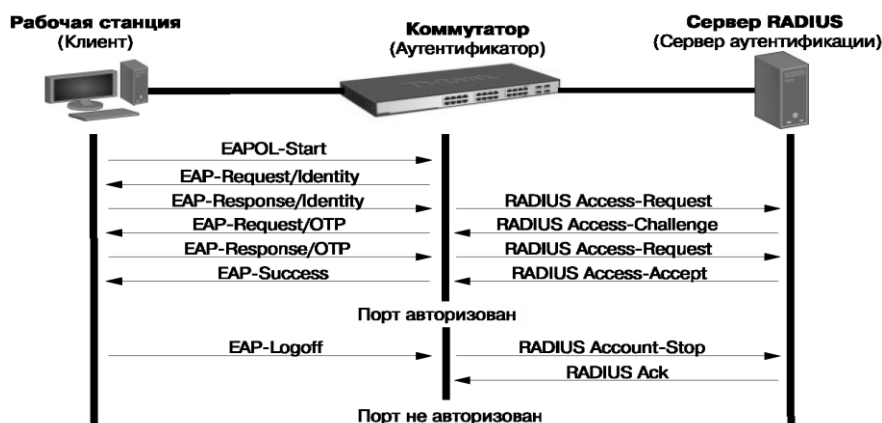 Рабочая станция
(Клиент)
Коммутатор
(Аутентификатор)
Сервер RADIUS
(Сервер аутентификации)
D-Link
EAPOL-Start
EAP-Request/Identity
EAP-Response/Identity
RADIUS Access-Request
EAP-Request/OTP
RADIUS Access-Challenge
EAP-Response/OTP
RADIUS Access-Request
EAP-Success
RADIUS Access-Accept
Порт авторизован
EAP-Logoff
RADIUS Account-Stop
RADIUS Ack
Порт не авторизован